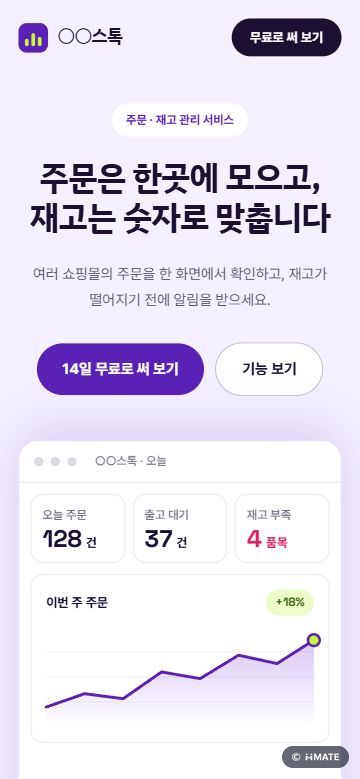 ○○스톡
무료로 써 보기
주문 · 재고 관리 서비스
주문은 한곳에 모으고,
재고는 숫자로 맞춥니다
여러 쇼핑몰의 주문을 한 화면에서 확인하고, 재고가
떨어지기 전에 알림을 받으세요.
14일 무료로 써 보기
기능 보기
○○스톡 · 오늘
오늘 주문
128 건
출고 대기
37 건
재고 부족
4 품목
이번 주 주문
+18%
© HMATE